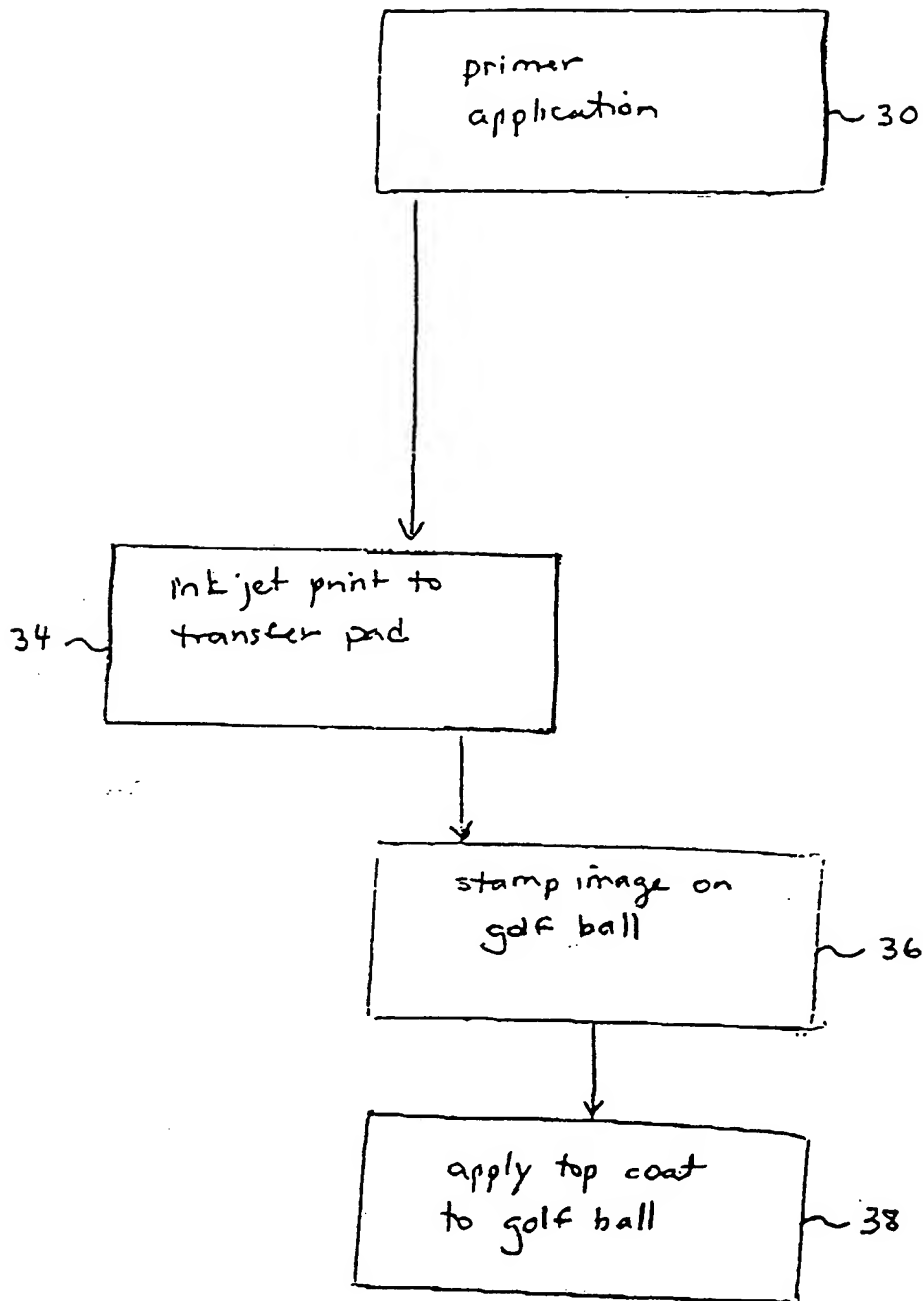 primer
application
30
ink jet print to
transfer pad
34
stamp image on
golf ball
36
apply top coat
to golf ball
38